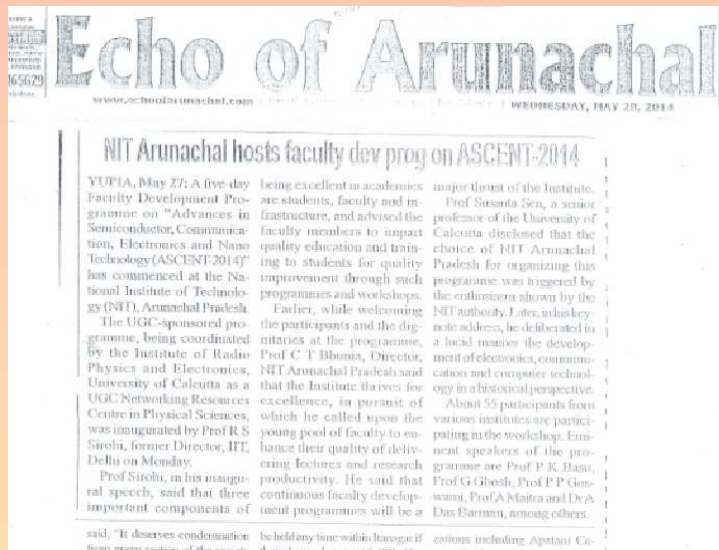 65629
Echo of Arunachal
www.echoofarunachal.com
WEDNESDAY, MAY 28, 2014
NIT Arunachal hosts faculty dev prog on ASCENT-2014
YUPIA, May 27: A five-day
Faculty Development Pro-
gramme on "Advances in
Semiconductor, Communica-
tion, Electronics and Nano
Technology (ASCENT-2014)"
has commenced at the Na-
tional Institute of Technolo-
gy (NIT), Arunachal Pradesh.
The UGC-sponsored pro-
gramme, being coordinated
by the Institute of Radio
Physics and Electronics,
University of Calcutta as a
UGC Networking Resources
Centre in Physical Sciences,
was inaugurated by Prof R S
Sirohi, former Director, IIT,
Delhi on Monday.
Prof Sirohi, in his inaugu-
ral speech, said that three
important components of
being excellent in academics
are students, faculty and in-
frastructure, and advised the
faculty members to impart
quality education and train-
ing to students for quality
improvement through such
programmes and workshops.
Earlier, while welcoming
the participants and the dig-
nitaries at the programme,
Prof C T Bhunia, Director,
NIT Arunachal Pradesh said
that the Institute thrives for
excellence, in pursuit of
which he called upon the
young pool of faculty to en-
hance their quality of deliv-
ering lectures and research
productivity. He said that
continuous faculty develop-
ment programmes will be a
major thrust of the Institute.
Prof Susanta Sen, a senior
professor of the University of
Calcutta disclosed that the
choice of NIT Arunachal
Pradesh for organizing this
programme was triggered by
the enthusiasm shown by the
NIT authority. Later, in his key-
note address, he deliberated in
a lucid manner the develop-
ment of electronics, commun-
cation and computer technol-
ogy in a historical perspective.
About 55 participants from
various institutes are partici-
pating in the workshop. Emi-
nent speakers of the pro-
gramme are Prof P K Basu,
Prof G Ghosh, Prof P P Gos-
wami, Prof A Maitra and Dr A
Das Barman, among others.
said, "It deserves condemnation
be held any time within Itanagar if
zations including Apatani Ca-